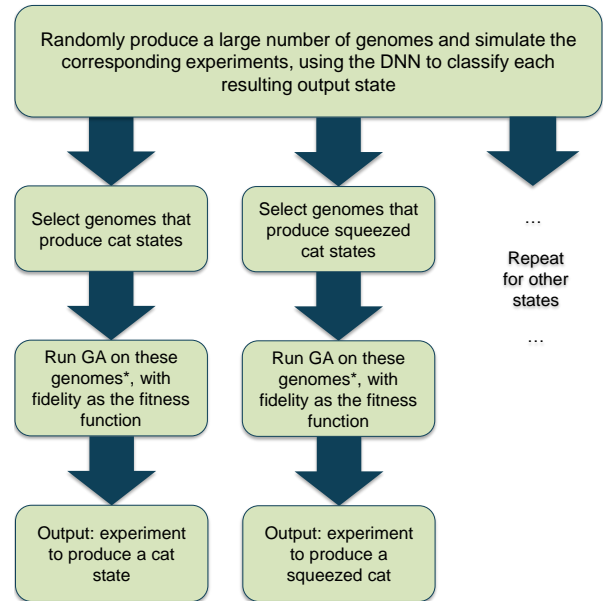 Randomly produce a large number of genomes and simulate the
corresponding experiments, using the DNN to classify each
resulting output state
Select genomes that
produce cat states
Run GA on these
genomes*, with
fidelity as the fitness
function
Output: experiment
to produce a cat
state
Select genomes that
produce squeezed
cat states
Run GA on these
genomes*, with
fidelity as the fitness
function
Output: experiment
to produce a
squeezed cat
…
Repeat
for other
states
…